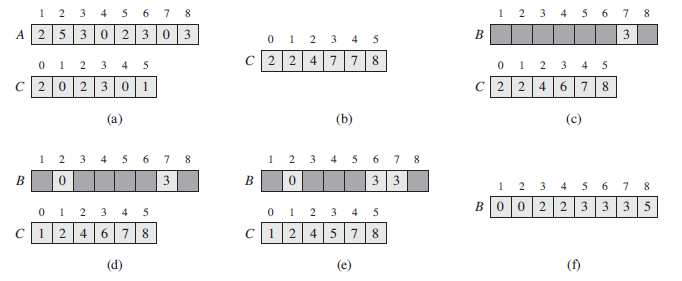 1 2 3 4 5 6 7 8
A 2 5 3 0 2 3 0 3
0 1 2 3 4 5
C 2 0 2 3 0 1
(a)
0 1 2 3 4 5
C 2 2 4 7 7 8
(b)
1 2 3 4 5 6 7 8
B 3
0 1 2 3 4 5
C 2 2 4 6 7 8
(c)
1 2 3 4 5 6 7 8
B 0 3
0 1 2 3 4 5
C 1 2 4 6 7 8
(d)
1 2 3 4 5 6 7 8
B 0 3 3
0 1 2 3 4 5
C 1 2 4 5 7 8
(e)
1 2 3 4 5 6 7 8
B 0 0 2 2 3 3 3 5
(f)